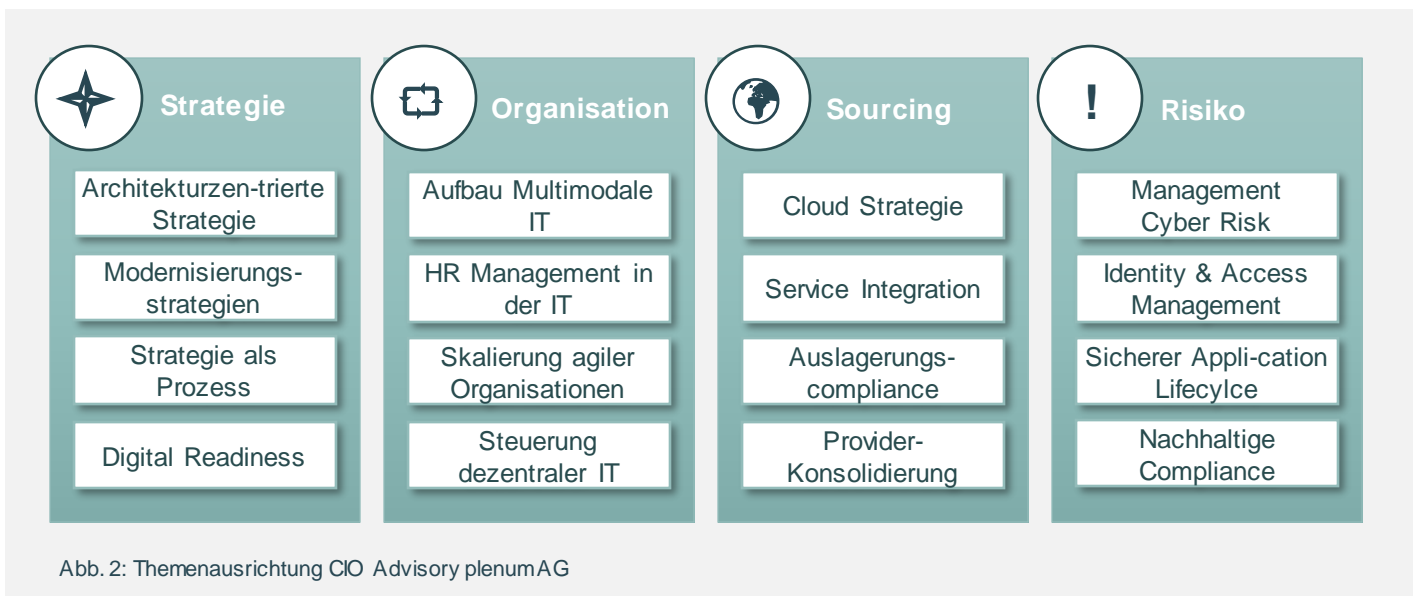 Strategie
Architekturzen-trierte
Strategie
Modernisierungs-
strategien
Strategie als
Prozess
Digital Readiness
Organisation
Aufbau Multimodale
IT
HR Management in
der IT
Skalierung agiler
Organisationen
Steuerung
dezentraler IT
Sourcing
Cloud Strategie
Service Integration
Auslagerungs-
compliance
Provider-
Konsolidierung
!
Risiko
Management
Cyber Risk
Identity & Access
Management
Sicherer Appli-cation
Lifecylce
Nachhaltige
Compliance
Abb. 2: Themenausrichtung CIO Advisory plenum AG